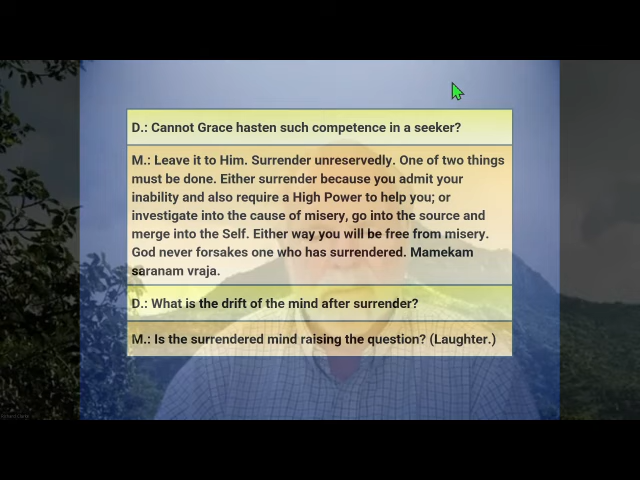 D.: Cannot Grace hasten such competence in a seeker?
M.: Leave it to Him. Surrender unreservedly. One of two things
must be done. Either surrender because you admit your
inability and also require a High Power to help you; or
investigate into the cause of misery, go into the source and
merge into the Self. Either way you will be free from misery.
God never forsakes one who has surrendered. Mamekam
saranam vraja.
D.: What is the drift of the mind after surrender?
M.: Is the surrendered mind raising the question? (Laughter.)